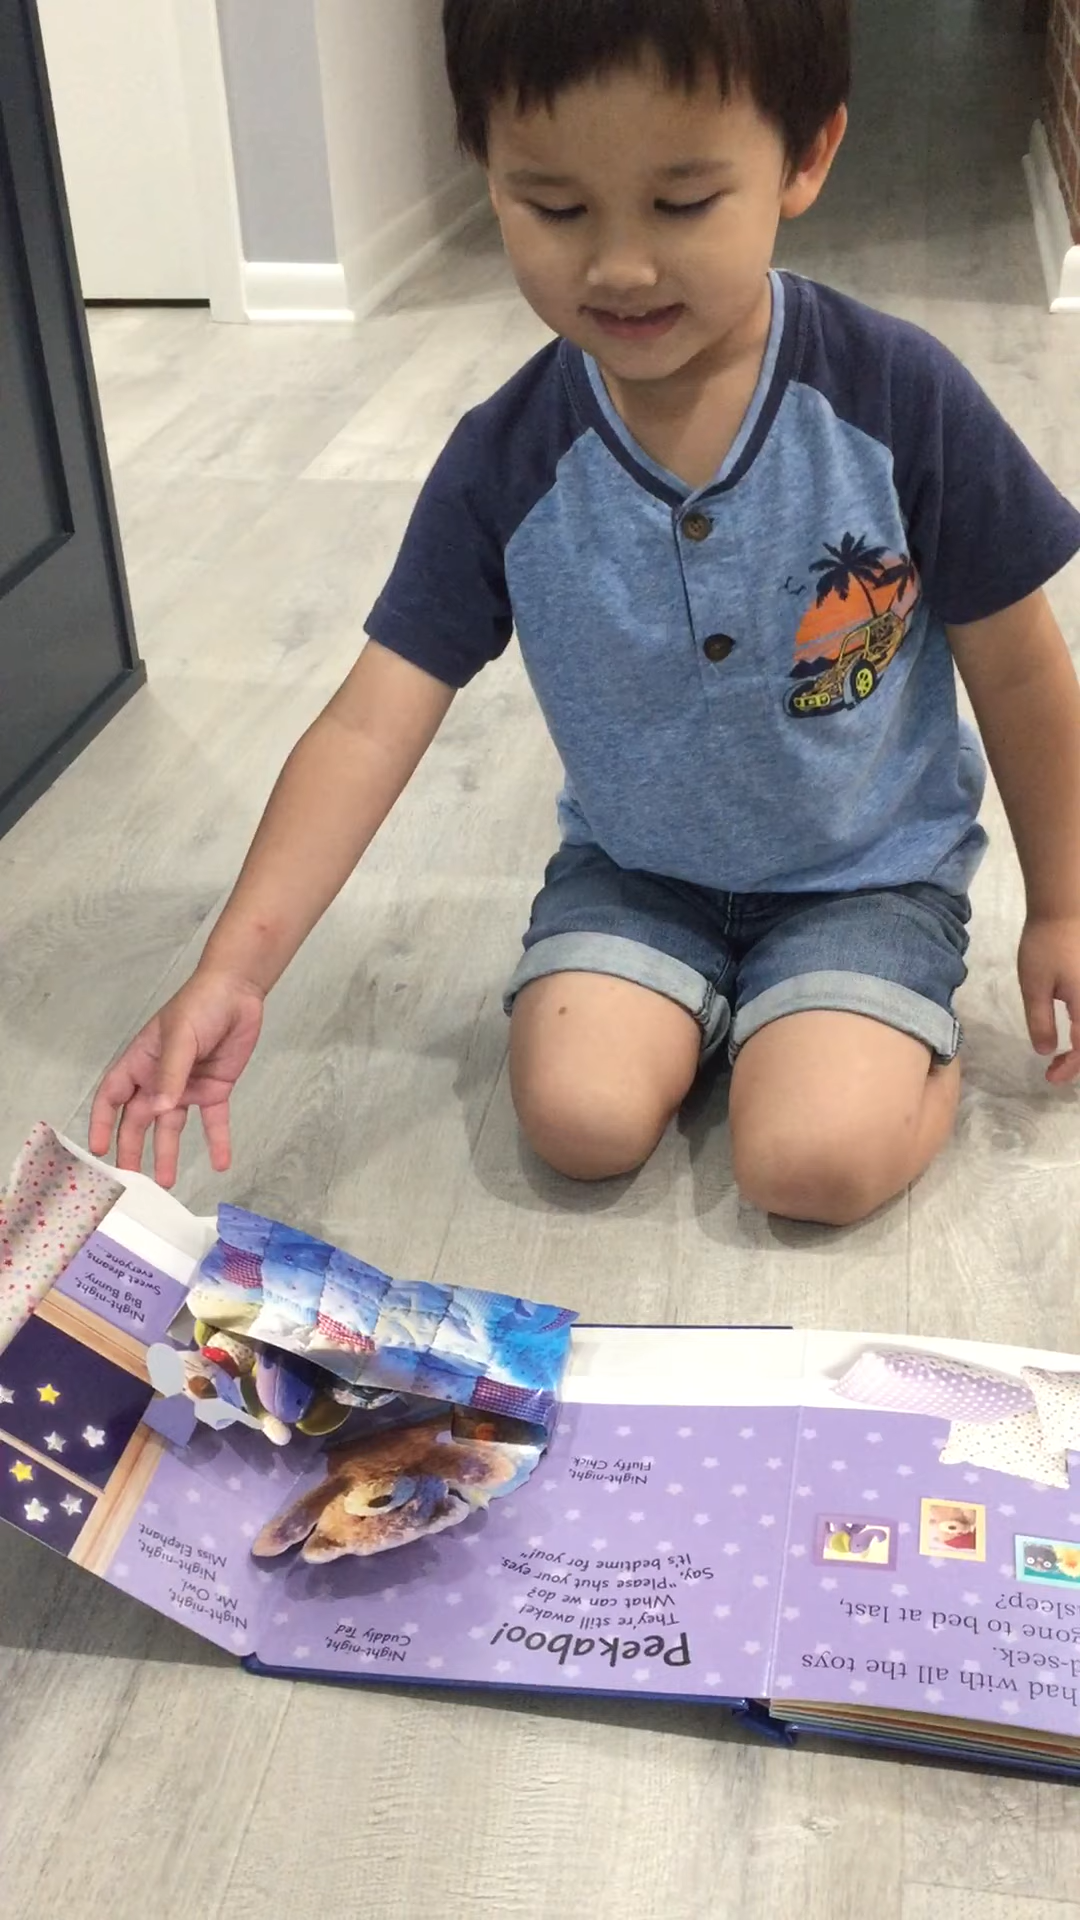 had with all the toys
d-seek.
gone to bed at last,
sleep?
Peekaboo!
They're still awake!
What can we do?
Say, "Please shut your eyes.
It's bedtime for you!"
Night-night,
Fluffy Chick.
Night-night,
Cuddly Ted.
Night-night,
Mr. Owl.
Night-night,
Miss Elephant.
Night-night,
Big Bunny.
Sweet dreams,
everyone...